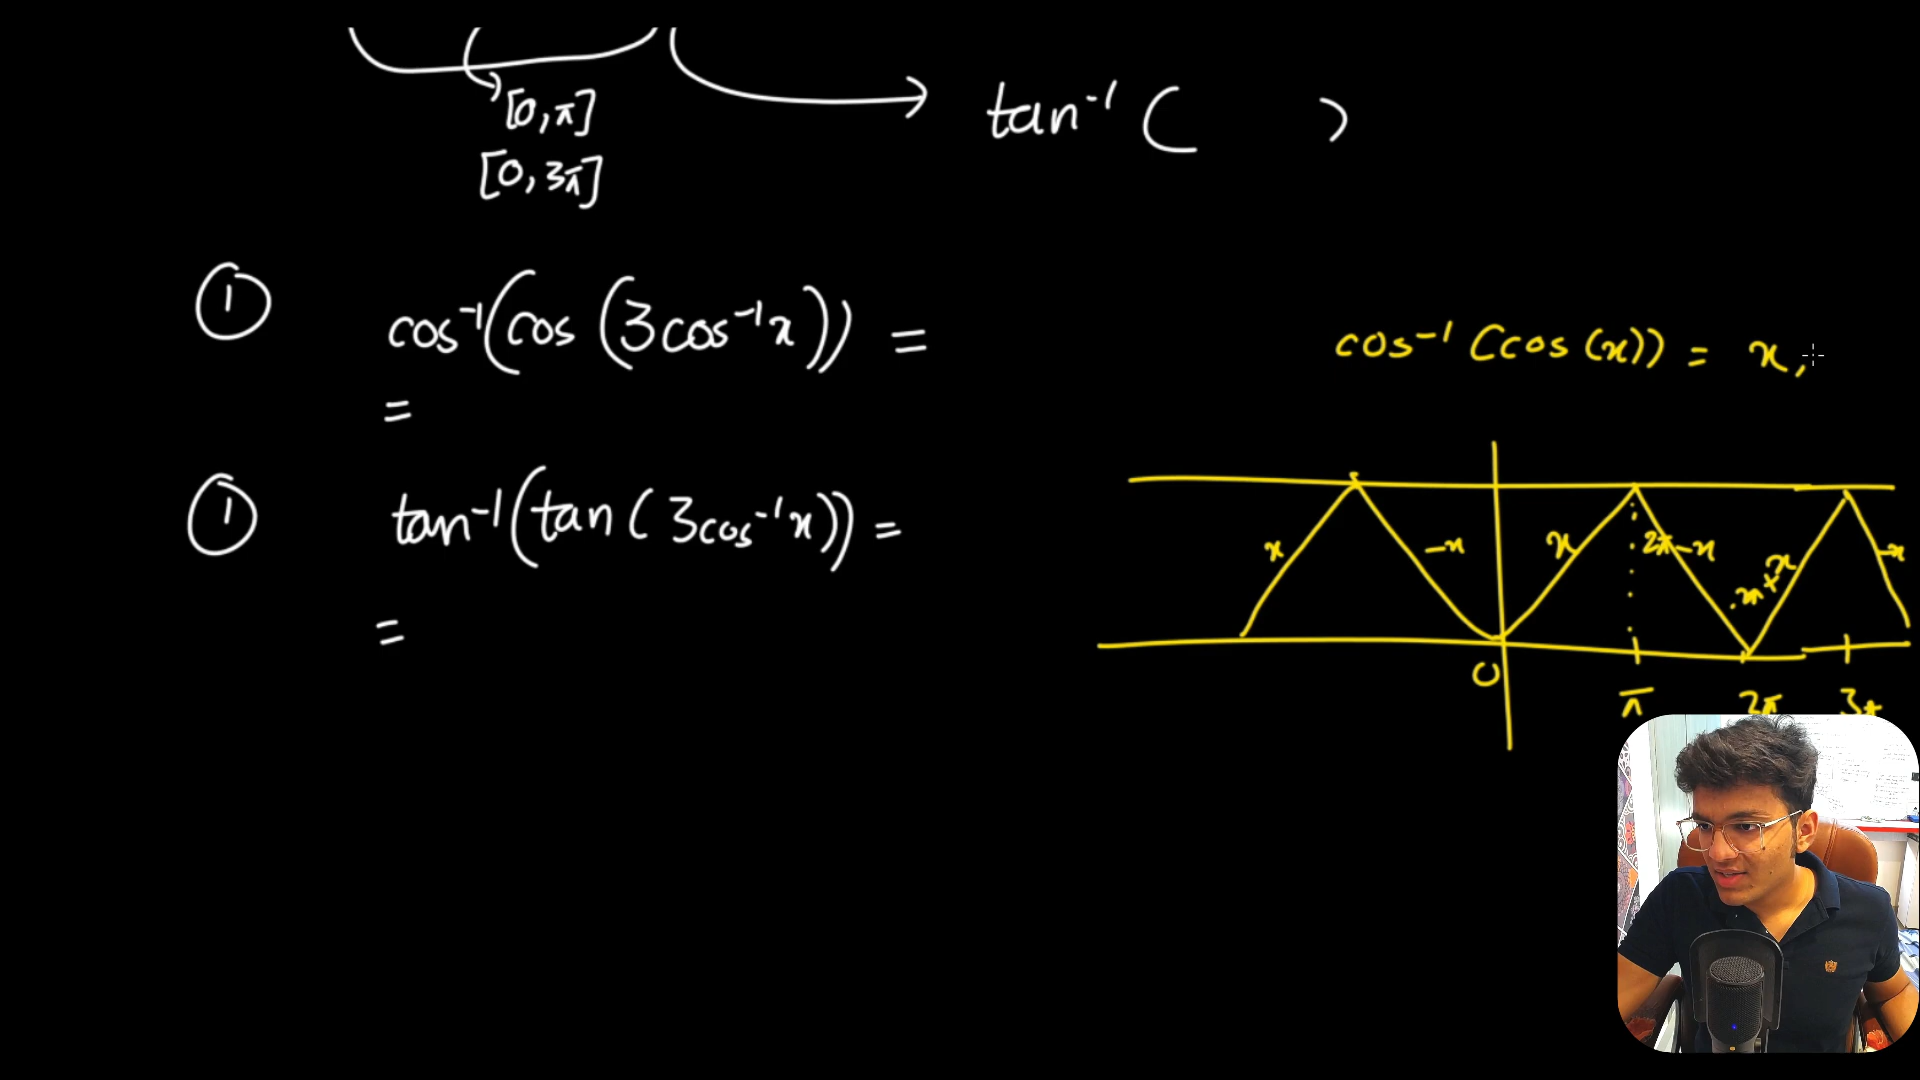 [0, π]
tan⁻¹ (        )
[0, 3π]
① cos⁻¹(cos (3cos⁻¹x)) =
cos⁻¹ (cos (x)) = x,
=
① tan⁻¹(tan ( 3cos⁻¹x)) =
x
-x
x
2π-x
+x
-x
=
0
π
2π
3π